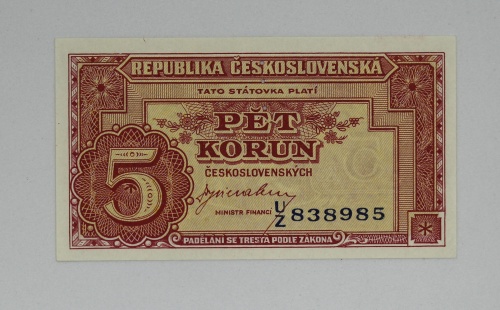 REPUBLIKA ČESKOSLOVENSKÁ
TATO STÁTOVKA PLATÍ
PĚT
KORUN
ČESKOSLOVENSKÝCH
5
MINISTR FINANCÍ
U/Z 838985
PADĚLÁNÍ SE TRESTÁ PODLE ZÁKONA